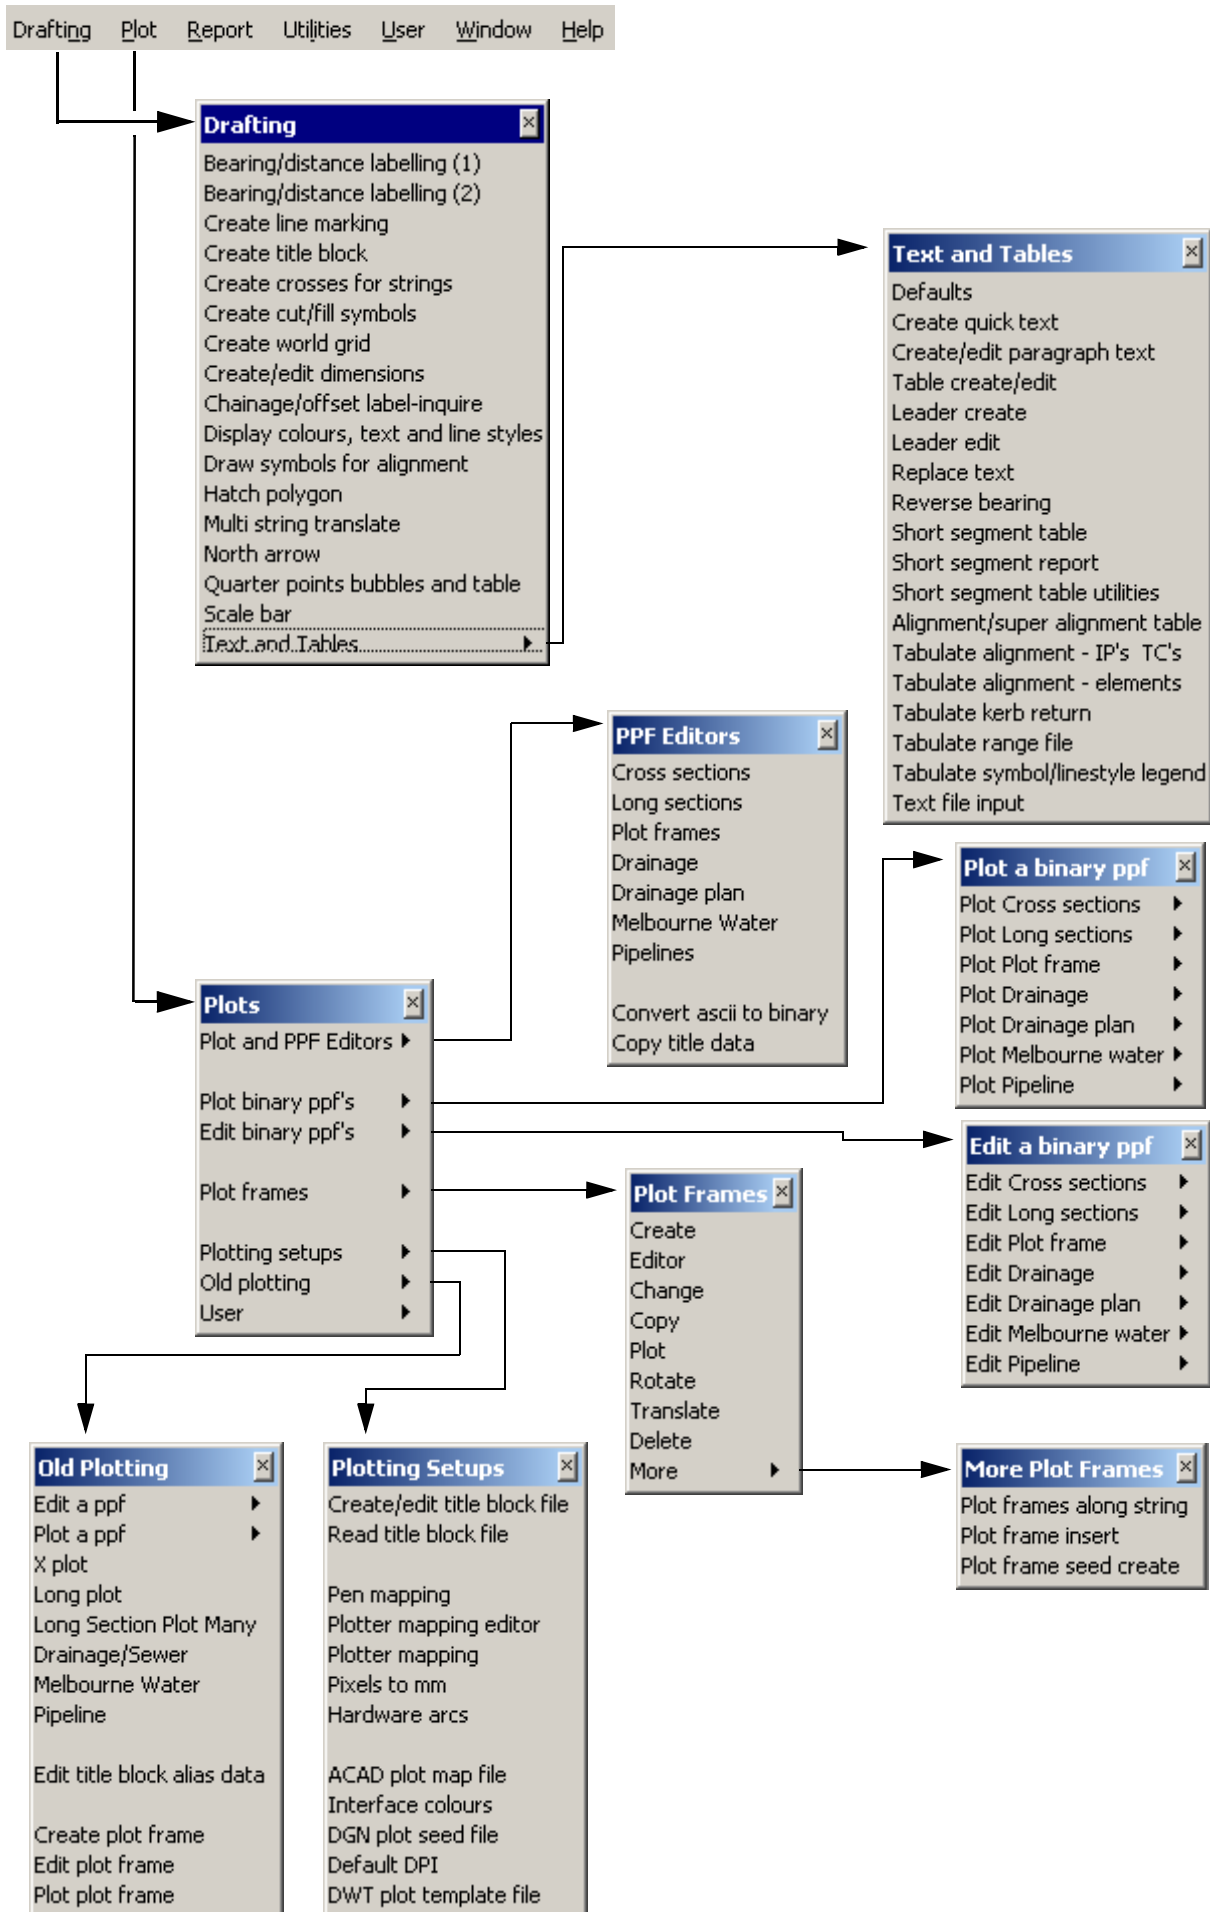 Drafting Plot Report Utilities User Window Help
Drafting
Bearing/distance labelling (1)
Bearing/distance labelling (2)
Create line marking
Create title block
Create crosses for strings
Create cut/fill symbols
Create world grid
Create/edit dimensions
Chainage/offset label-inquire
Display colours, text and line styles
Draw symbols for alignment
Hatch polygon
Multi string translate
North arrow
Quarter points bubbles and table
Scale bar
Text and Tables
Text and Tables
Defaults
Create quick text
Create/edit paragraph text
Table create/edit
Leader create
Leader edit
Replace text
Reverse bearing
Short segment table
Short segment report
Short segment table utilities
Alignment/super alignment table
Tabulate alignment - IP's TC's
Tabulate alignment - elements
Tabulate kerb return
Tabulate range file
Tabulate symbol/linestyle legend
Text file input
PPF Editors
Cross sections
Long sections
Plot frames
Drainage
Drainage plan
Melbourne Water
Pipelines
Convert ascii to binary
Copy title data
Plot a binary ppf
Plot Cross sections
Plot Long sections
Plot Plot frame
Plot Drainage
Plot Drainage plan
Plot Melbourne water
Plot Pipeline
Plots
Plot and PPF Editors
Plot binary ppf's
Edit binary ppf's
Plot frames
Plotting setups
Old plotting
User
Edit a binary ppf
Edit Cross sections
Edit Long sections
Edit Plot frame
Edit Drainage
Edit Drainage plan
Edit Melbourne water
Edit Pipeline
Plot Frames
Create
Editor
Change
Copy
Plot
Rotate
Translate
Delete
More
More Plot Frames
Plot frames along string
Plot frame insert
Plot frame seed create
Old Plotting
Edit a ppf
Plot a ppf
X plot
Long plot
Long Section Plot Many
Drainage/Sewer
Melbourne Water
Pipeline
Edit title block alias data
Create plot frame
Edit plot frame
Plot plot frame
Plotting Setups
Create/edit title block file
Read title block file
Pen mapping
Plotter mapping editor
Plotter mapping
Pixels to mm
Hardware arcs
ACAD plot map file
Interface colours
DGN plot seed file
Default DPI
DWT plot template file